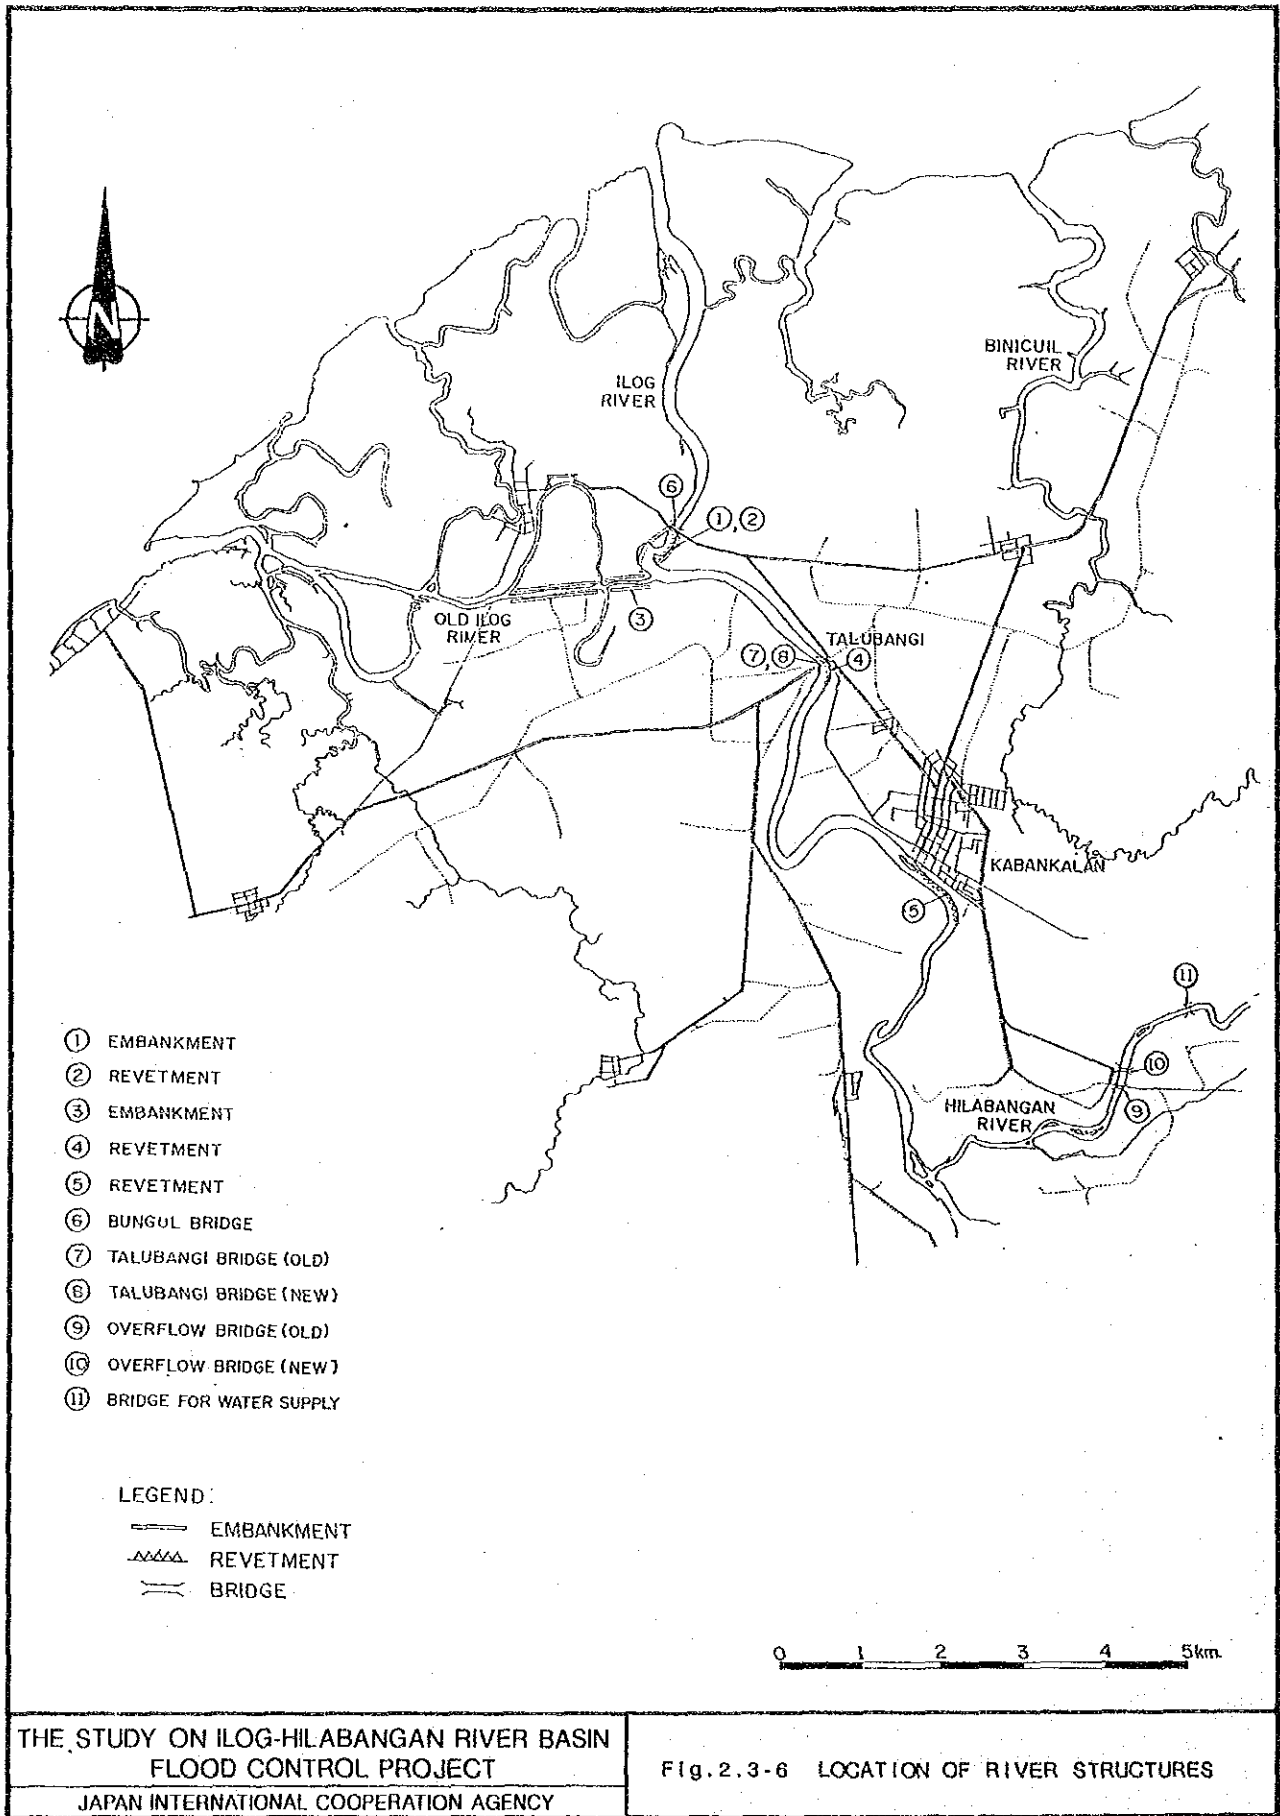 N
ILOG
RIVER
BINICUIL
RIVER
⑥
①,②
OLD ILOG
RIVER
③
TALUBANGI
⑦,⑧
④
KABANKALAN
⑤
⑪
⑩
HILABANGAN
RIVER
⑨
① EMBANKMENT
② REVETMENT
③ EMBANKMENT
④ REVETMENT
⑤ REVETMENT
⑥ BUNGUL BRIDGE
⑦ TALUBANGI BRIDGE (OLD)
⑧ TALUBANGI BRIDGE (NEW)
⑨ OVERFLOW BRIDGE (OLD)
⑩ OVERFLOW BRIDGE (NEW)
⑪ BRIDGE FOR WATER SUPPLY
LEGEND:
EMBANKMENT
REVETMENT
BRIDGE
0 1 2 3 4 5km.
THE STUDY ON ILOG-HILABANGAN RIVER BASIN
FLOOD CONTROL PROJECT
JAPAN INTERNATIONAL COOPERATION AGENCY
Fig.2.3-6 LOCATION OF RIVER STRUCTURES